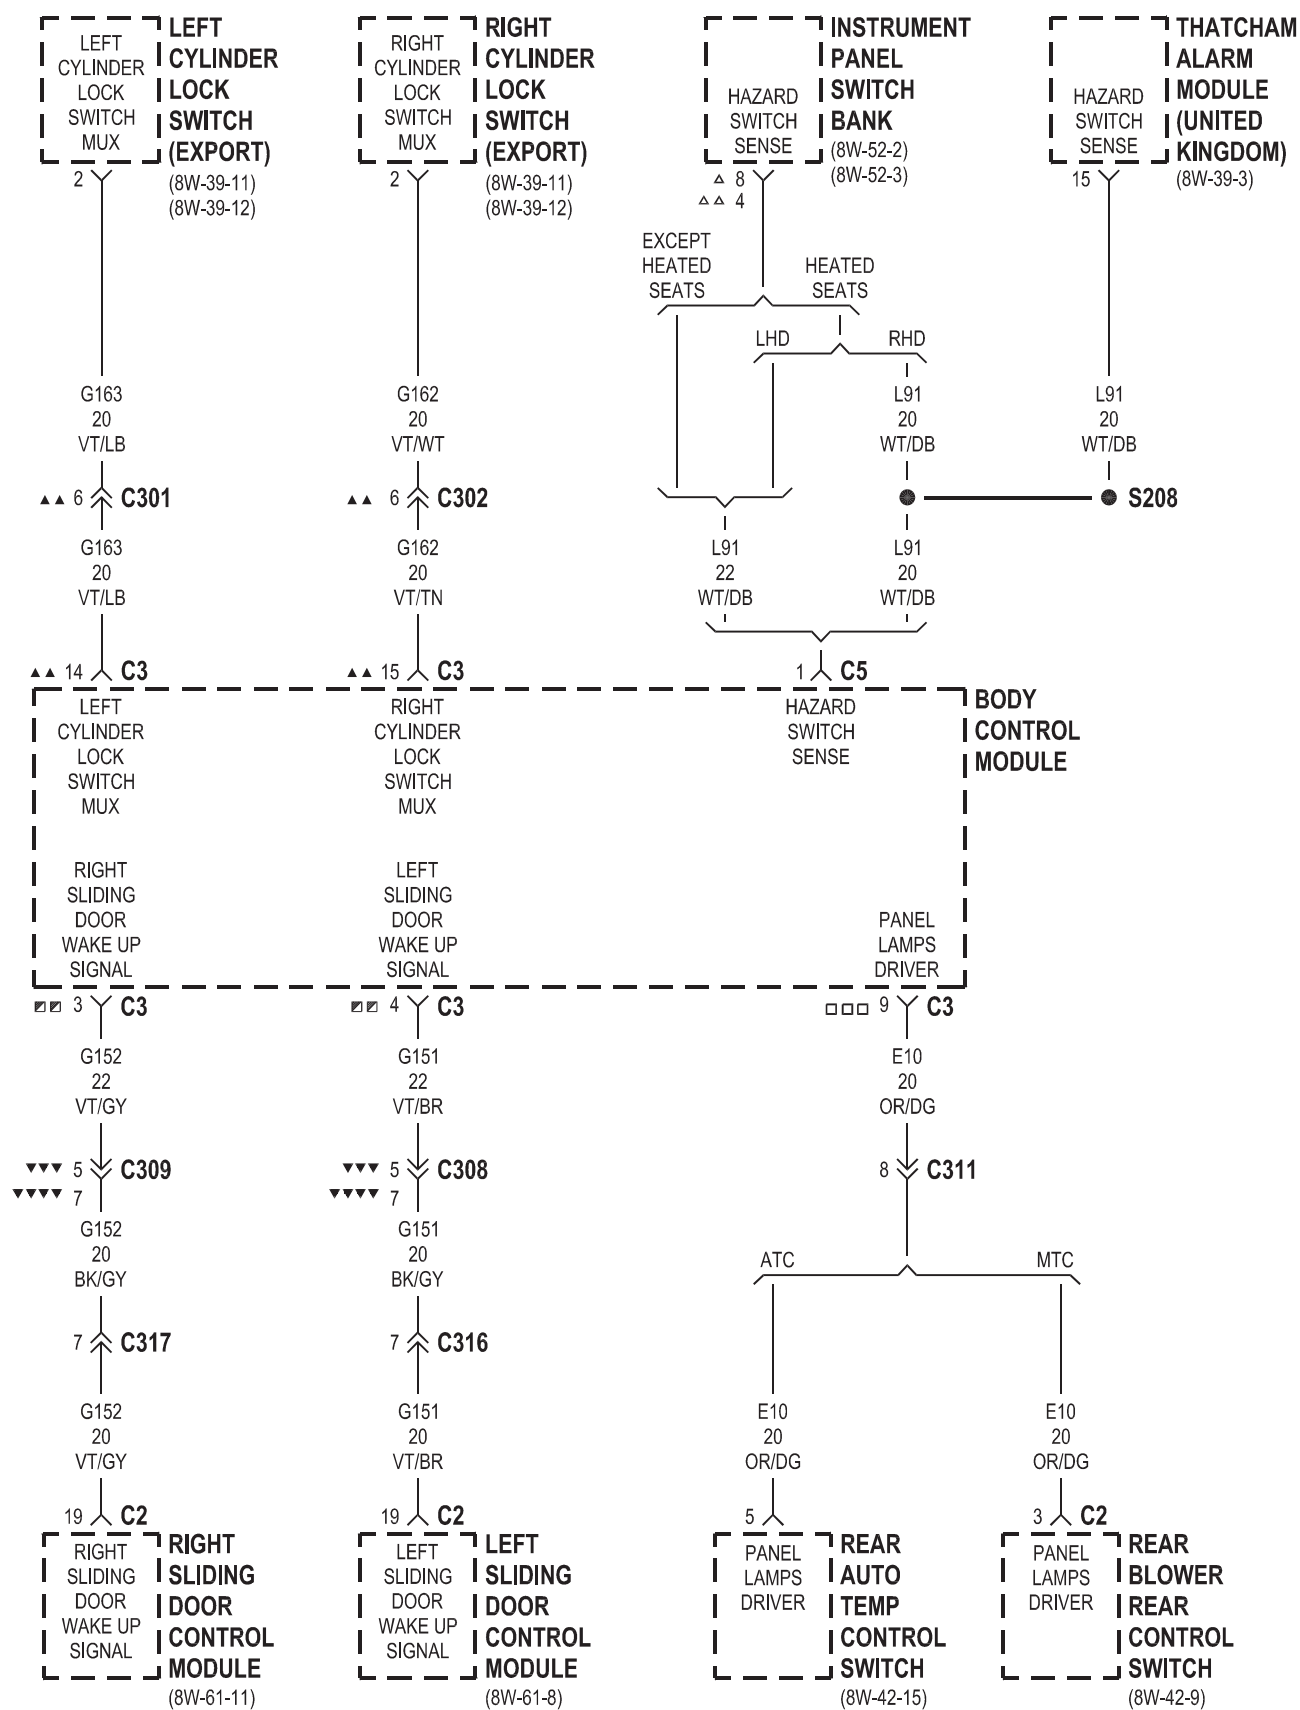 LEFT
CYLINDER
LOCK
SWITCH
MUX
LEFT
CYLINDER
LOCK
SWITCH
(EXPORT)
(8W-39-11)
(8W-39-12)
2
RIGHT
CYLINDER
LOCK
SWITCH
MUX
RIGHT
CYLINDER
LOCK
SWITCH
(EXPORT)
(8W-39-11)
(8W-39-12)
2
HAZARD
SWITCH
SENSE
INSTRUMENT
PANEL
SWITCH
BANK
(8W-52-2)
(8W-52-3)
8
4
HAZARD
SWITCH
SENSE
THATCHAM
ALARM
MODULE
(UNITED
KINGDOM)
(8W-39-3)
15
EXCEPT
HEATED
SEATS
HEATED
SEATS
LHD
RHD
G163
20
VT/LB
G162
20
VT/WT
L91
20
WT/DB
L91
20
WT/DB
6 C301
6 C302
S208
G163
20
VT/LB
G162
20
VT/TN
L91
22
WT/DB
L91
20
WT/DB
14 C3
15 C3
1 C5
LEFT
CYLINDER
LOCK
SWITCH
MUX
RIGHT
CYLINDER
LOCK
SWITCH
MUX
HAZARD
SWITCH
SENSE
BODY
CONTROL
MODULE
RIGHT
SLIDING
DOOR
WAKE UP
SIGNAL
LEFT
SLIDING
DOOR
WAKE UP
SIGNAL
PANEL
LAMPS
DRIVER
3 C3
4 C3
9 C3
G152
22
VT/GY
G151
22
VT/BR
E10
20
OR/DG
5 C309
7
5 C308
7
8 C311
G152
20
BK/GY
G151
20
BK/GY
ATC
MTC
7 C317
7 C316
G152
20
VT/GY
G151
20
VT/BR
E10
20
OR/DG
E10
20
OR/DG
19 C2
19 C2
5
3 C2
RIGHT
SLIDING
DOOR
WAKE UP
SIGNAL
RIGHT
SLIDING
DOOR
CONTROL
MODULE
(8W-61-11)
LEFT
SLIDING
DOOR
WAKE UP
SIGNAL
LEFT
SLIDING
DOOR
CONTROL
MODULE
(8W-61-8)
PANEL
LAMPS
DRIVER
REAR
AUTO
TEMP
CONTROL
SWITCH
(8W-42-15)
PANEL
LAMPS
DRIVER
REAR
BLOWER
REAR
CONTROL
SWITCH
(8W-42-9)